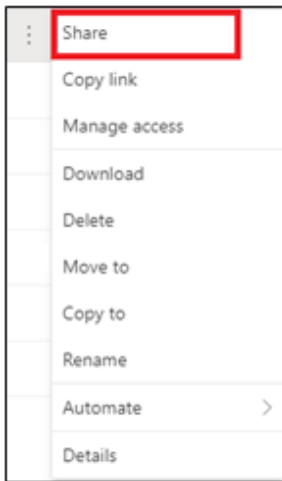 Share
Copy link
Manage access
Download
Delete
Move to
Copy to
Rename
Automate
Details